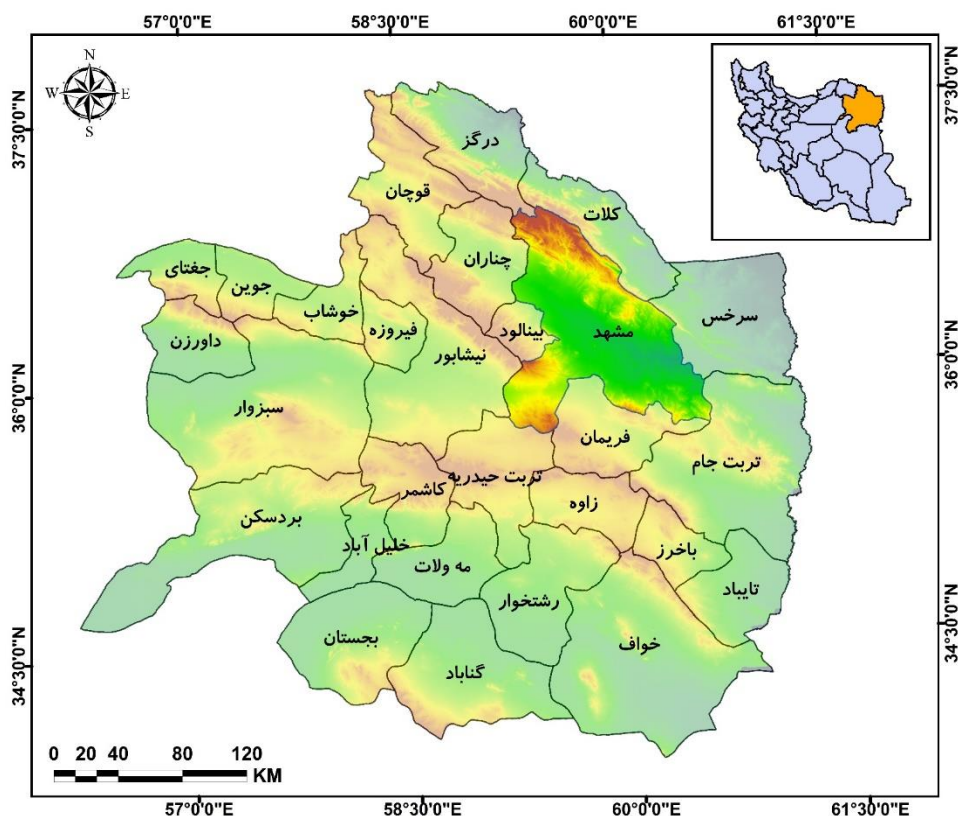 57°0'0"E 58°30'0"E 60°0'0"E 61°30'0"E
N
W E
S
37°30'0"N
37°30'0"N
درگز
قوچان
کلات
چناران
جغتای
جوین
خوشاب
فیروزه
بینالود
مشهد
سرخس
داورزن
نیشابور
36°0'0"N
36°0'0"N
سبزوار
فریمان
تربت جام
تربت حیدریه
کاشمر
زاوه
بردسکن
خلیل آباد
باخرز
مه ولات
تایباد
رشتخوار
34°30'0"N
34°30'0"N
بجستان
خواف
گناباد
0 20 40 80 120
KM
57°0'0"E 58°30'0"E 60°0'0"E 61°30'0"E